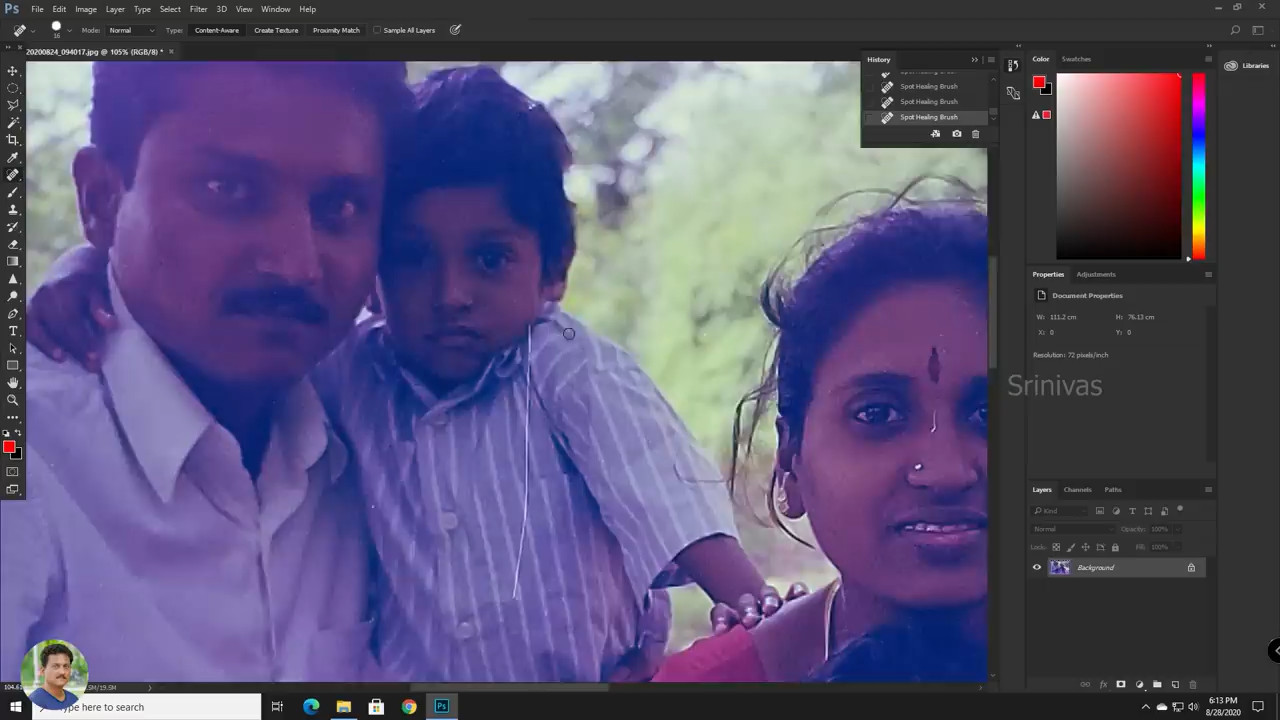 Ps File Edit Image Layer Type Select Filter 3D View Window Help
16 Mode: Normal Type: Content-Aware Create Texture Proximity Match Sample All Layers
20200824_094017.jpg @ 105% (RGB/8) *
History
Spot Healing Brush
Spot Healing Brush
Spot Healing Brush
Color Swatches
Libraries
Properties Adjustments
Document Properties
W: 111.2 cm H: 76.13 cm
X: 0 Y: 0
Resolution: 72 pixels/inch
Srinivas
Layers Channels Paths
Kind
Normal Opacity: 100%
Lock: Fill: 100%
Background
Type here to search
Ps
6:13 PM
8/28/2020